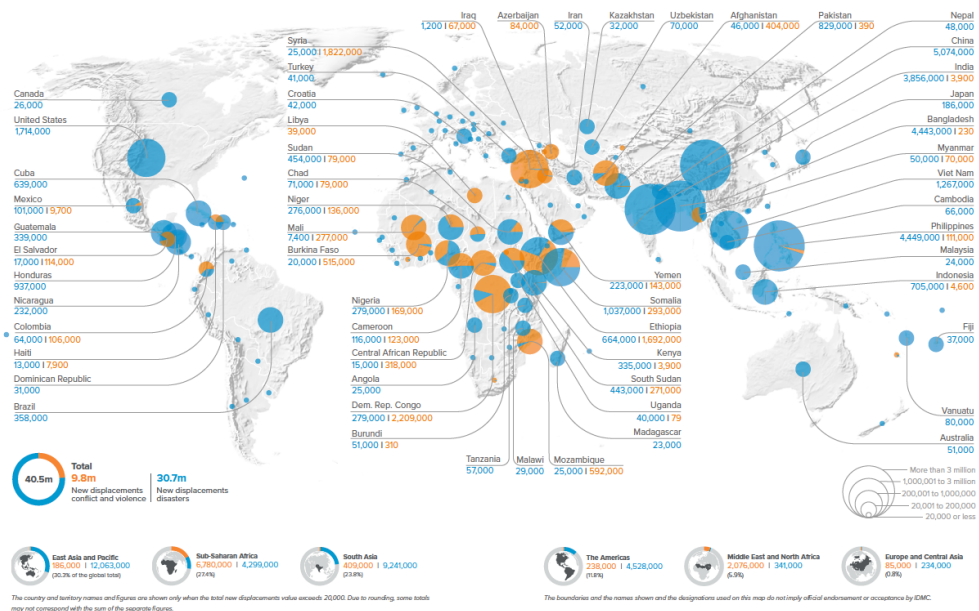 Iraq
1,200 | 67,000
Azerbaijan
84,000
Iran
52,000
Kazakhstan
32,000
Uzbekistan
70,000
Afghanistan
46,000 | 404,000
Pakistan
829,000 | 390
Nepal
48,000
China
5,074,000
India
3,856,000 | 3,900
Japan
186,000
Bangladesh
4,443,000 | 230
Myanmar
50,000 | 70,000
Viet Nam
1,267,000
Cambodia
66,000
Philippines
4,449,000 | 111,000
Malaysia
24,000
Indonesia
705,000 | 4,600
Fiji
37,000
Vanuatu
80,000
Australia
51,000
Syria
25,000 | 1,822,000
Turkey
41,000
Croatia
42,000
Libya
39,000
Sudan
454,000 | 79,000
Chad
71,000 | 79,000
Niger
276,000 | 136,000
Mali
7,400 | 277,000
Burkina Faso
20,000 | 515,000
Canada
26,000
United States
1,714,000
Cuba
639,000
Mexico
101,000 | 9,700
Guatemala
339,000
El Salvador
17,000 | 114,000
Honduras
937,000
Nicaragua
232,000
Colombia
64,000 | 106,000
Haiti
13,000 | 7,900
Dominican Republic
31,000
Brazil
358,000
Nigeria
279,000 | 169,000
Cameroon
116,000 | 123,000
Central African Republic
15,000 | 318,000
Angola
25,000
Dem. Rep. Congo
279,000 | 2,209,000
Burundi
51,000 | 310
Tanzania
57,000
Malawi
29,000
Mozambique
25,000 | 592,000
Yemen
223,000 | 143,000
Somalia
1,037,000 | 293,000
Ethiopia
664,000 | 1,692,000
Kenya
335,000 | 3,900
South Sudan
443,000 | 271,000
Uganda
40,000 | 79
Madagascar
23,000
40.5m
Total
9.8m
New displacements
conflict and violence
30.7m
New displacements
disasters
More than 3 million
1,000,001 to 3 million
200,001 to 1,000,000
20,001 to 200,000
20,000 or less
East Asia and Pacific
186,000 | 12,063,000
(30.3% of the global total)
Sub-Saharan Africa
6,780,000 | 4,299,000
(27.4%)
South Asia
409,000 | 9,241,000
(23.8%)
The Americas
238,000 | 4,528,000
(11.8%)
Middle East and North Africa
2,076,000 | 341,000
(5.9%)
Europe and Central Asia
85,000 | 234,000
(0.8%)
The country and territory names and figures are shown only when the total new displacements value exceeds 20,000. Due to rounding, some totals
may not correspond with the sum of the separate figures.
The boundaries and the names shown and the designations used on this map do not imply official endorsement or acceptance by IDMC.